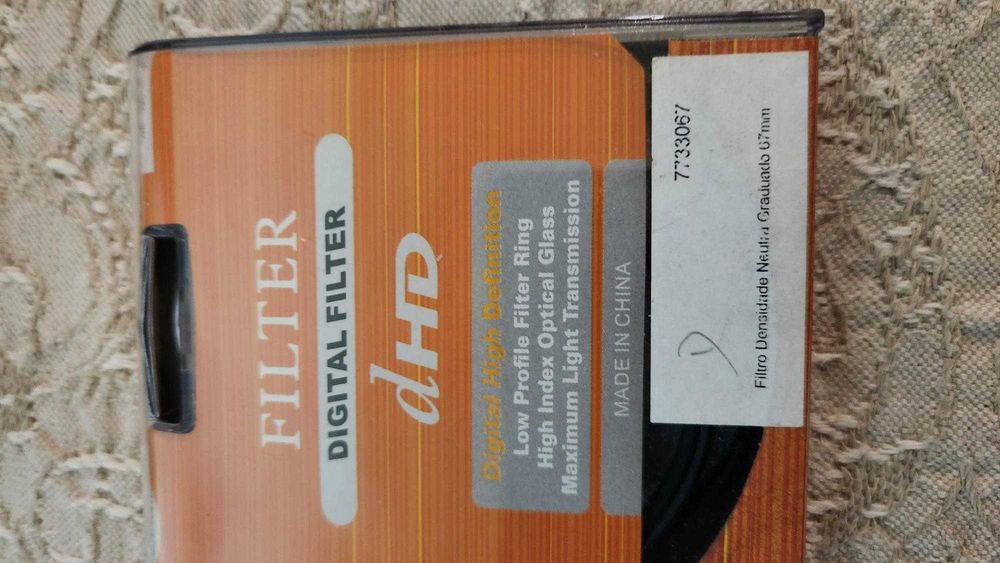 FILTER
DIGITAL FILTER
dHD
Digital High Definition
Low Profile Filter Ring
High Index Optical Glass
Maximum Light Transmission
MADE IN CHINA
7733067
Filtro Densidade Neutra Graduado 67mm